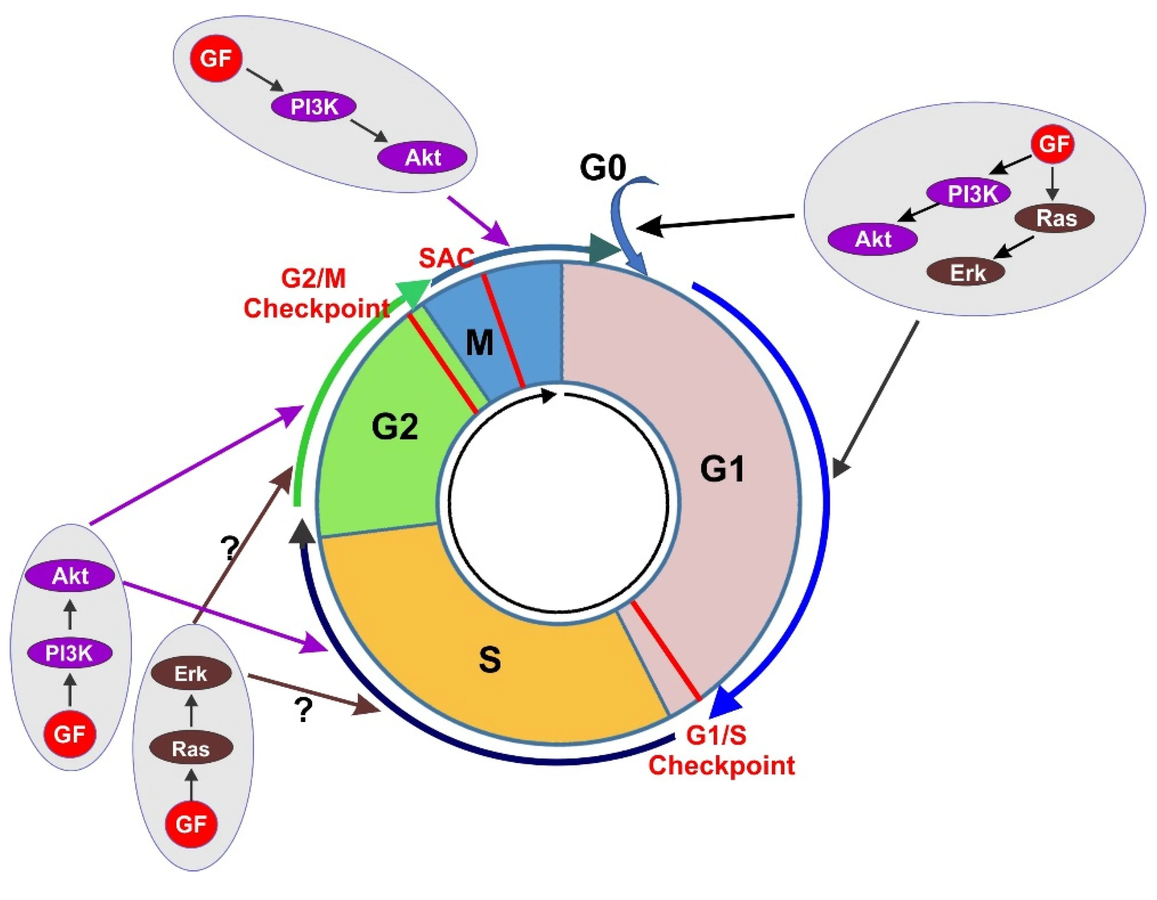 GF
PI3K
Akt
G0
GF
PI3K
Ras
Akt
Erk
SAC
G2/M
Checkpoint
M
G2
G1
S
?
Akt
PI3K
GF
Erk
Ras
GF
?
G1/S
Checkpoint